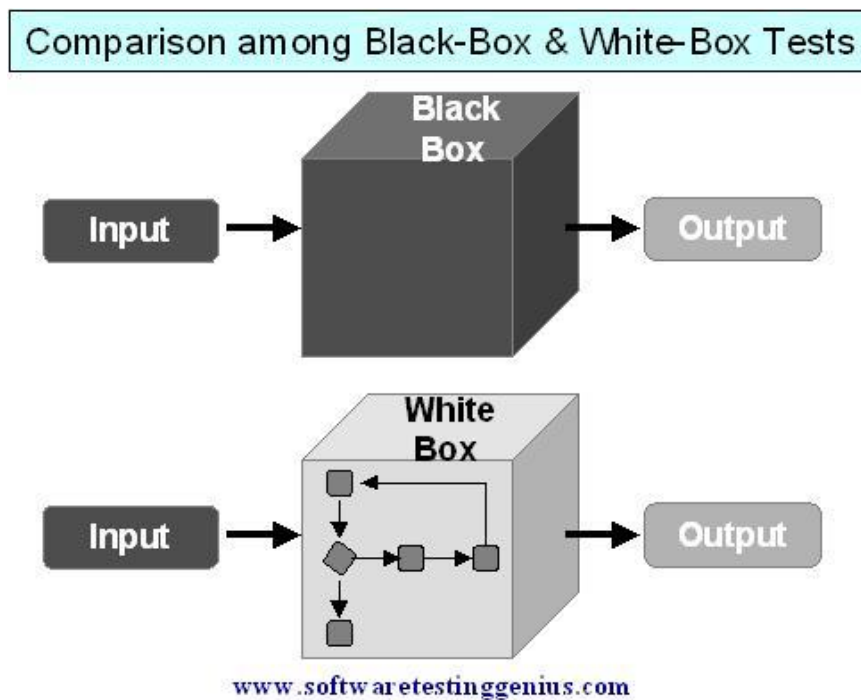 Comparison among Black-Box & White-Box Tests
Black
Box
Input
Output
White
Box
Input
Output
www.softwaretestinggenius.com